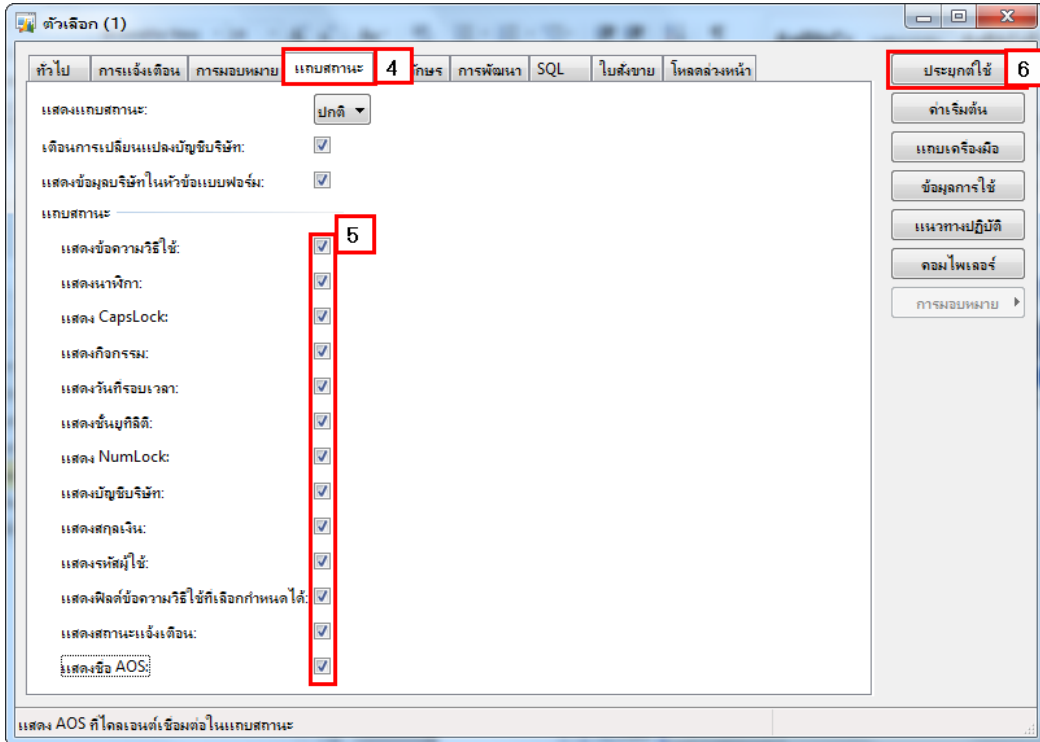 ตัวเลือก (1)
ทั่วไป การแจ้งเตือน การมอบหมาย แถบสถานะ 4 อักษร การพัฒนา SQL ใบสั่งขาย โหลดล่วงหน้า
ประยุกต์ใช้ 6
แสดงแถบสถานะ: ปกติ
ค่าเริ่มต้น
เตือนการเปลี่ยนแปลงบัญชีบริษัท:
แถบเครื่องมือ
แสดงข้อมูลบริษัทในหัวข้อแบบฟอร์ม:
ข้อมูลการใช้
แถบสถานะ
แนวทางปฏิบัติ
5
แสดงข้อความวิธีใช้:
คอมไพเลอร์
แสดงนาฬิกา:
การมอบหมาย
แสดง CapsLock:
แสดงกิจกรรม:
แสดงวันที่รอบเวลา:
แสดงชั้นยูทิลิตี:
แสดง NumLock:
แสดงบัญชีบริษัท:
แสดงสกุลเงิน:
แสดงรหัสผู้ใช้:
แสดงฟิลด์ข้อความวิธีใช้ที่เลือกกำหนดได้:
แสดงสถานะแจ้งเตือน:
แสดงชื่อ AOS:
แสดง AOS ที่ไคลเอนต์เชื่อมต่อในแถบสถานะ